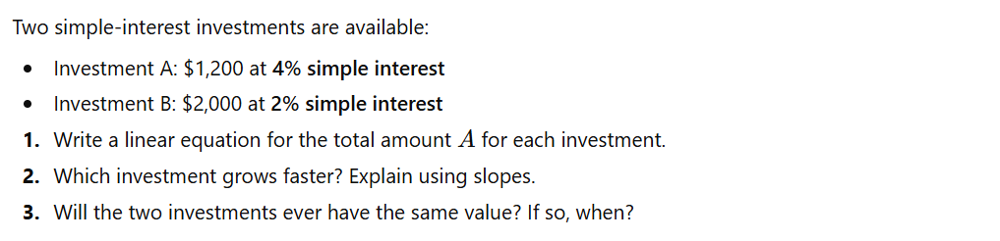 Two simple-interest investments are available:
• Investment A: $1,200 at 4% simple interest
• Investment B: $2,000 at 2% simple interest
1. Write a linear equation for the total amount A for each investment.
2. Which investment grows faster? Explain using slopes.
3. Will the two investments ever have the same value? If so, when?